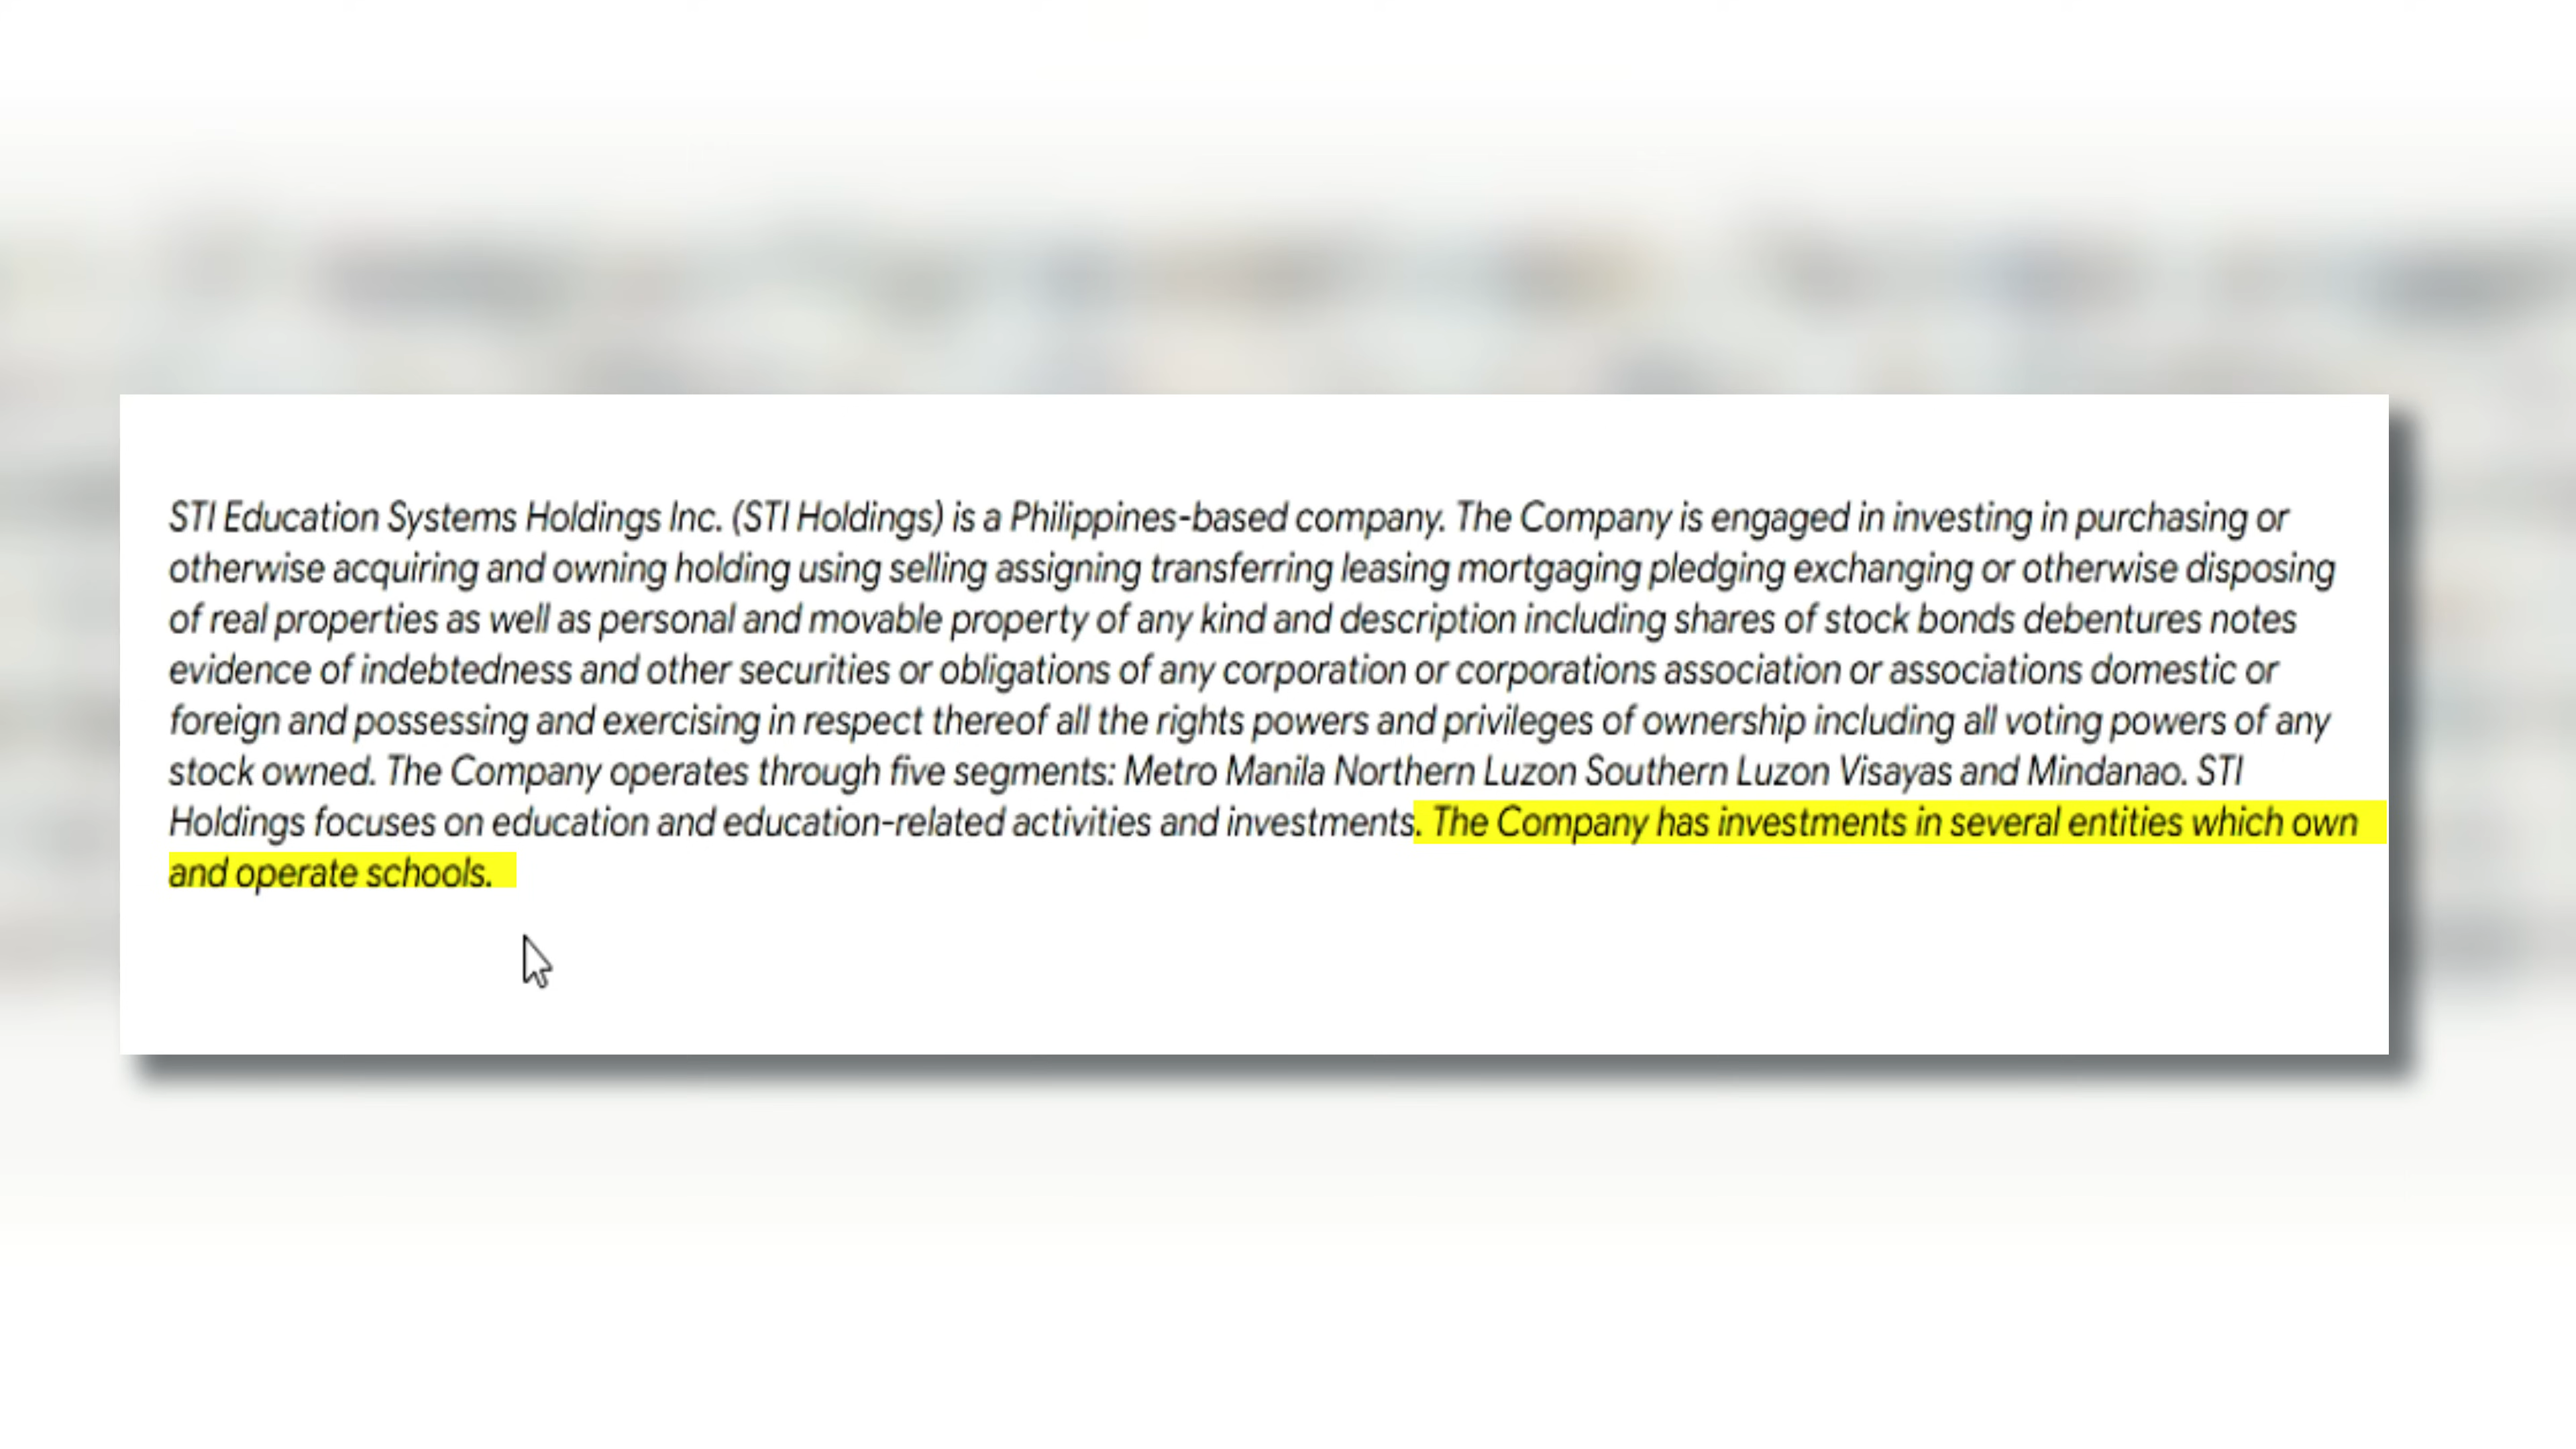 STI Education Systems Holdings Inc. (STI Holdings) is a Philippines-based company. The Company is engaged in investing in purchasing or
otherwise acquiring and owning holding using selling assigning transferring leasing mortgaging pledging exchanging or otherwise disposing
of real properties as well as personal and movable property of any kind and description including shares of stock bonds debentures notes
evidence of indebtedness and other securities or obligations of any corporation or corporations association or associations domestic or
foreign and possessing and exercising in respect thereof all the rights powers and privileges of ownership including all voting powers of any
stock owned. The Company operates through five segments: Metro Manila Northern Luzon Southern Luzon Visayas and Mindanao. STI
Holdings focuses on education and education-related activities and investments. The Company has investments in several entities which own
and operate schools.